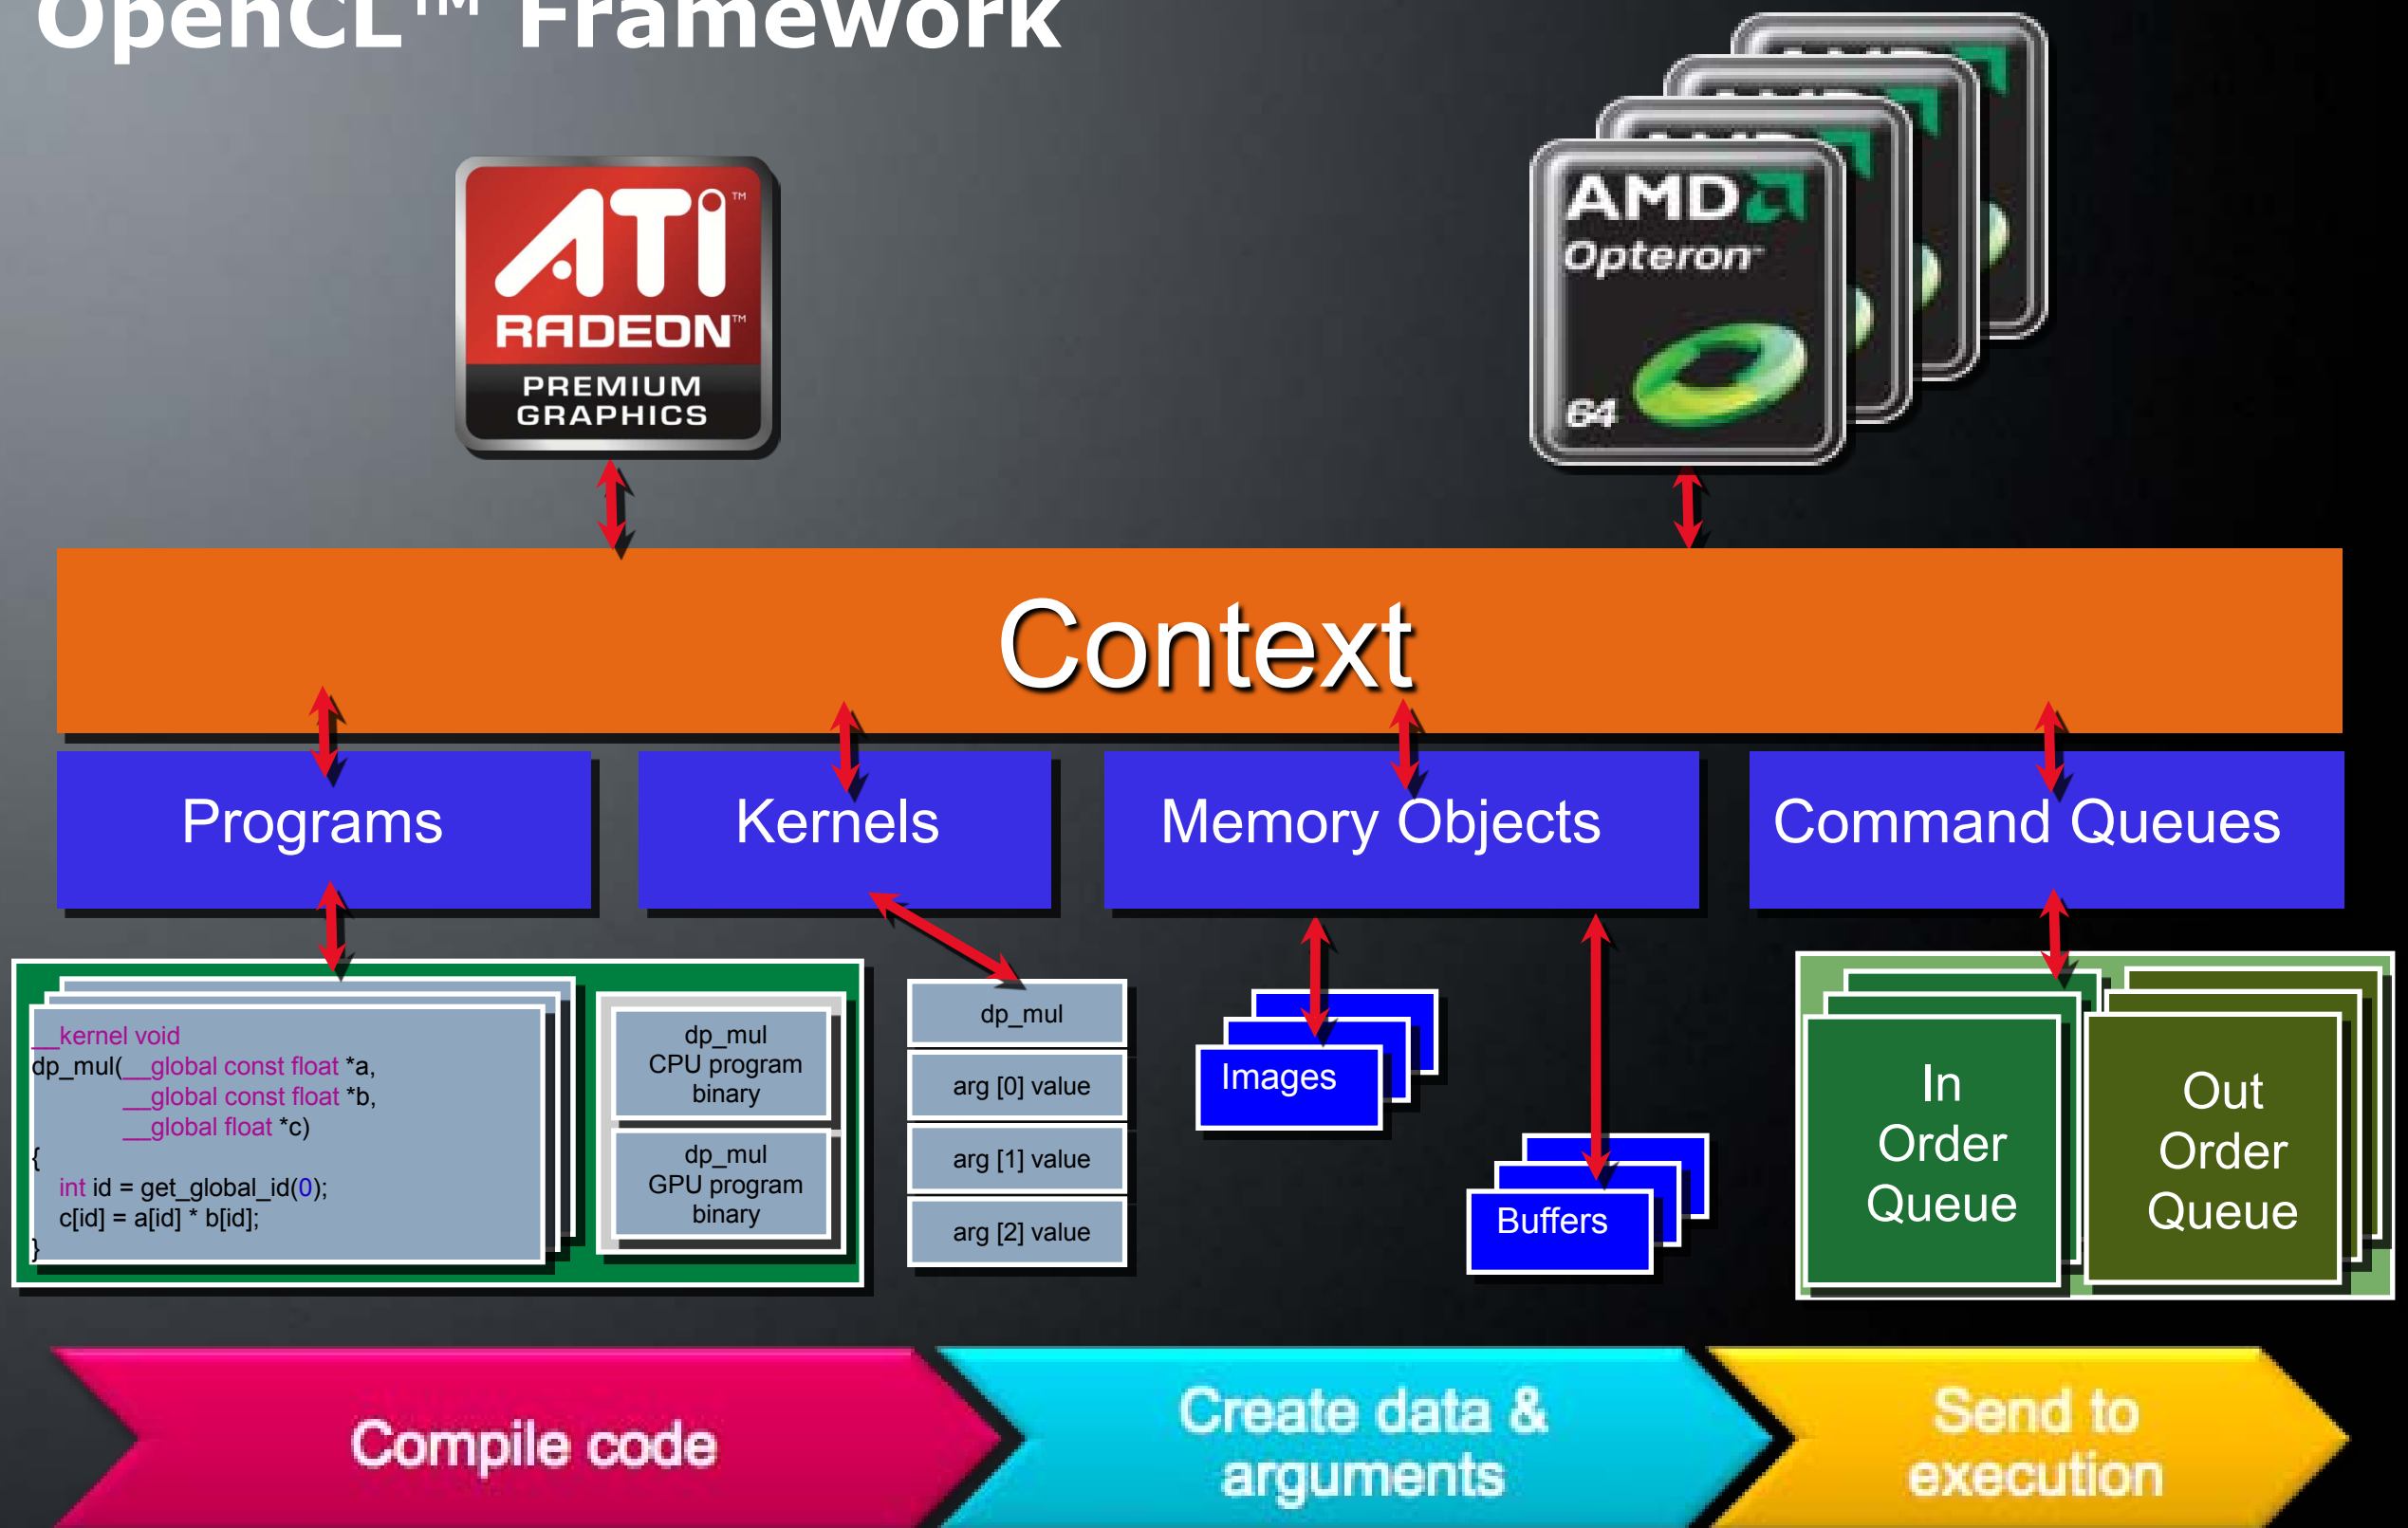 OpenCL™ Framework
ATI™
RADEON™
PREMIUM
GRAPHICS
AMD
Opteron
64
Context
Programs
Kernels
Memory Objects
Command Queues
__kernel void
dp_mul(__global const float *a,
__global const float *b,
__global float *c)
{
int id = get_global_id(0);
c[id] = a[id] * b[id];
}
dp_mul
CPU program
binary
dp_mul
GPU program
binary
dp_mul
arg [0] value
arg [1] value
arg [2] value
Images
Buffers
In
Order
Queue
Out
Order
Queue
Compile code
Create data &
arguments
Send to
execution